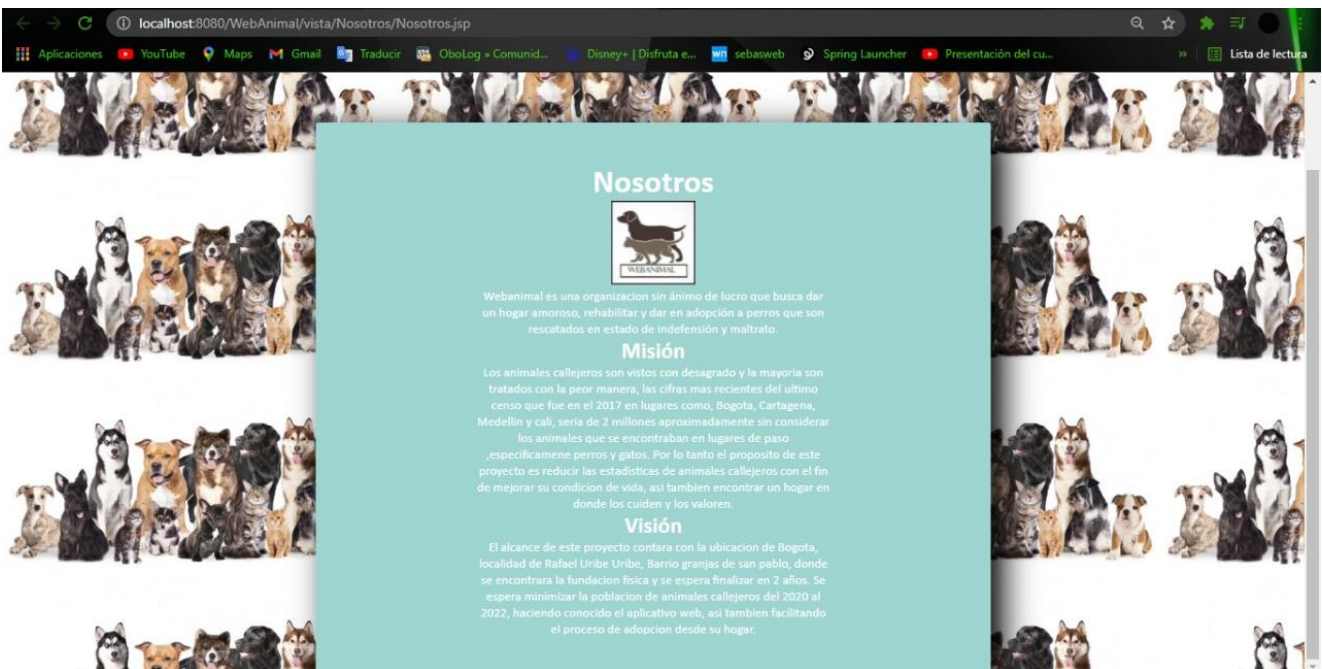 localhost:8080/WebAnimal/vista/Nosotros/Nosotros.jsp
Aplicaciones YouTube Maps Gmail Traducir OboLog » Comunid... Disney+ | Disfruta e... wn sebasweb Spring Launcher Presentación del cu... » Lista de lectura
Nosotros
WEBANIMAL
Webanimal es una organizacion sin ánimo de lucro que busca dar
un hogar amoroso, rehabilitar y dar en adopción a perros que son
rescatados en estado de indefensión y maltrato.
Misión
Los animales callejeros son vistos con desagrado y la mayoria son
tratados con la peor manera, las cifras mas recientes del ultimo
censo que fue en el 2017 en lugares como, Bogota, Cartagena,
Medellin y cali, seria de 2 millones aproximadamente sin considerar
los animales que se encontraban en lugares de paso
,especificamene perros y gatos. Por lo tanto el proposito de este
proyecto es reducir las estadisticas de animales callejeros con el fin
de mejorar su condicion de vida, asi tambien encontrar un hogar en
donde los cuiden y los valoren.
Visión
El alcance de este proyecto contara con la ubicacion de Bogota,
localidad de Rafael Uribe Uribe, Barrio granjas de san pablo, donde
se encontrara la fundacion fisica y se espera finalizar en 2 años. Se
espera minimizar la poblacion de animales callejeros del 2020 al
2022, haciendo conocido el aplicativo web, asi tambien facilitando
el proceso de adopcion desde su hogar.